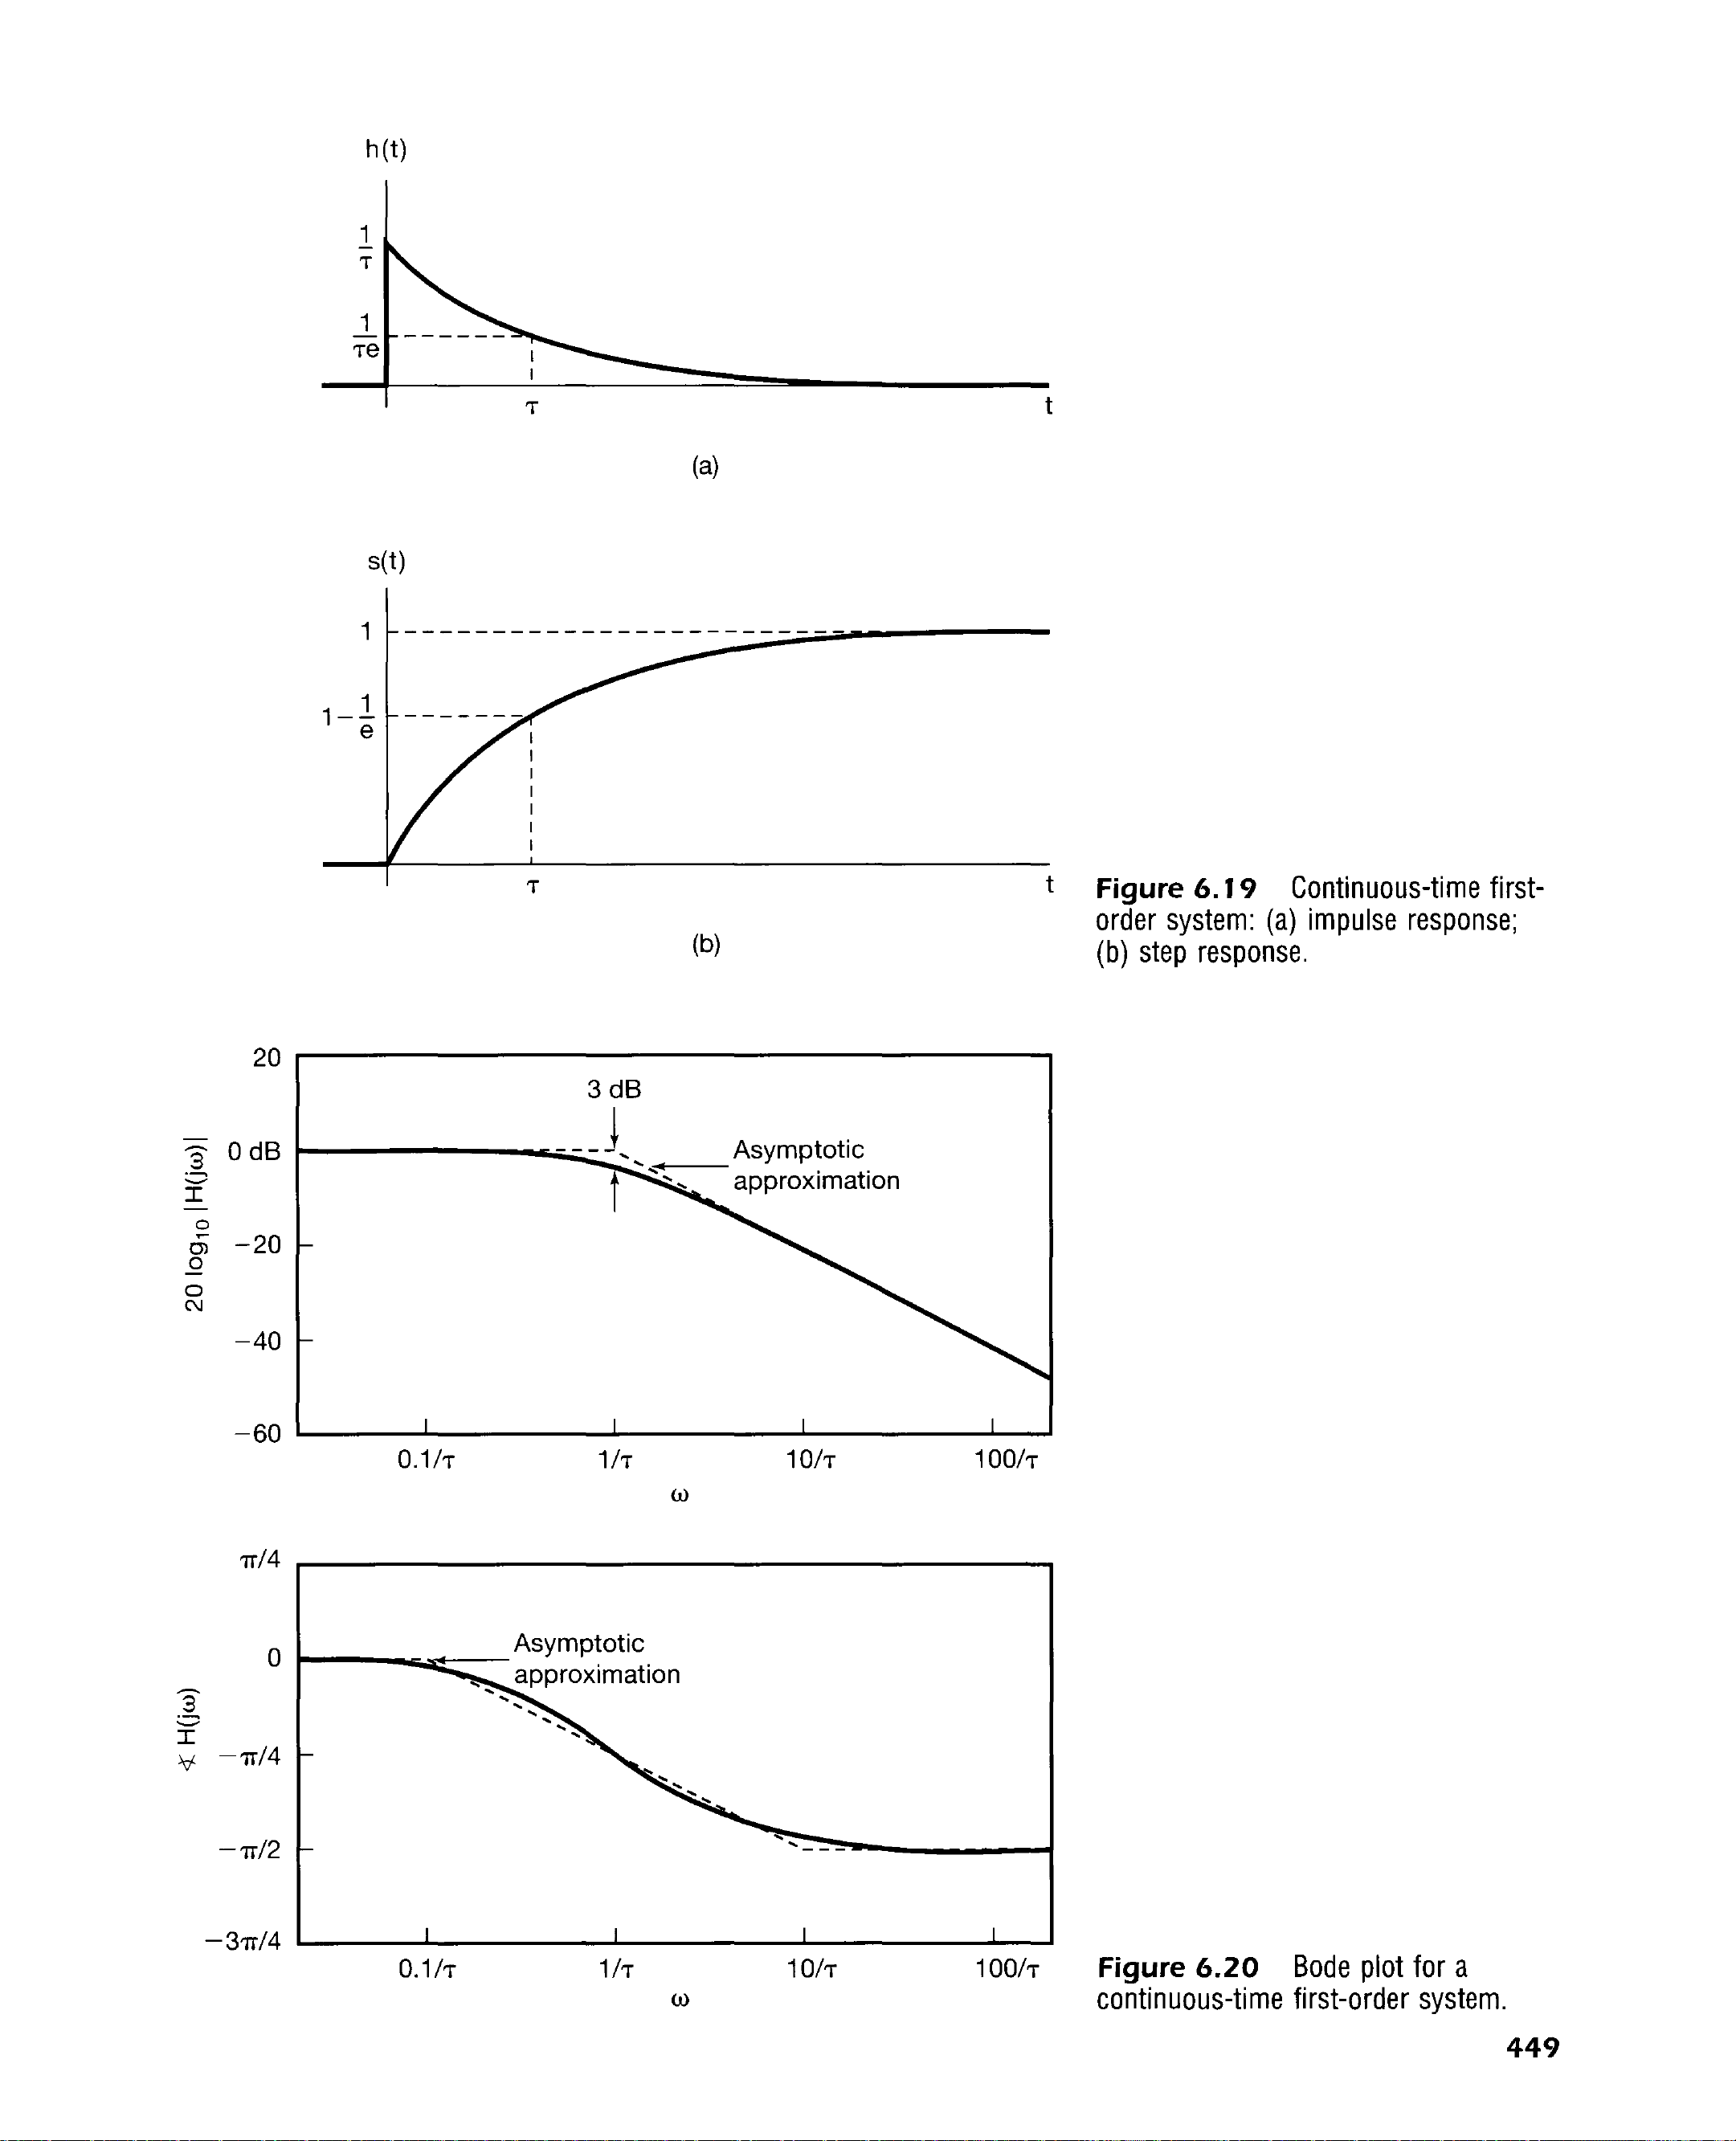 h(t)
1
τ
1
τe
τ
t
(a)
s(t)
1
1−1
e
τ
t
(b)
Figure 6.19 Continuous-time first-
order system: (a) impulse response;
(b) step response.
20
3 dB
0 dB
Asymptotic
approximation
20 log₁₀ |H(jω)|
−20
−40
−60
0.1/τ 1/τ 10/τ 100/τ
ω
π/4
0
Asymptotic
approximation
∢ H(jω)
−π/4
−π/2
−3π/4
0.1/τ 1/τ 10/τ 100/τ
ω
Figure 6.20 Bode plot for a
continuous-time first-order system.
449